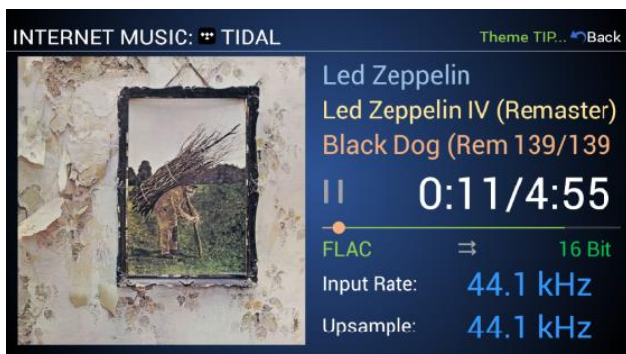 INTERNET MUSIC: TIDAL
Theme TIP... Back
Led Zeppelin
Led Zeppelin IV (Remaster)
Black Dog (Rem 139/139
0:11/4:55
FLAC 16 Bit
Input Rate: 44.1 kHz
Upsample: 44.1 kHz